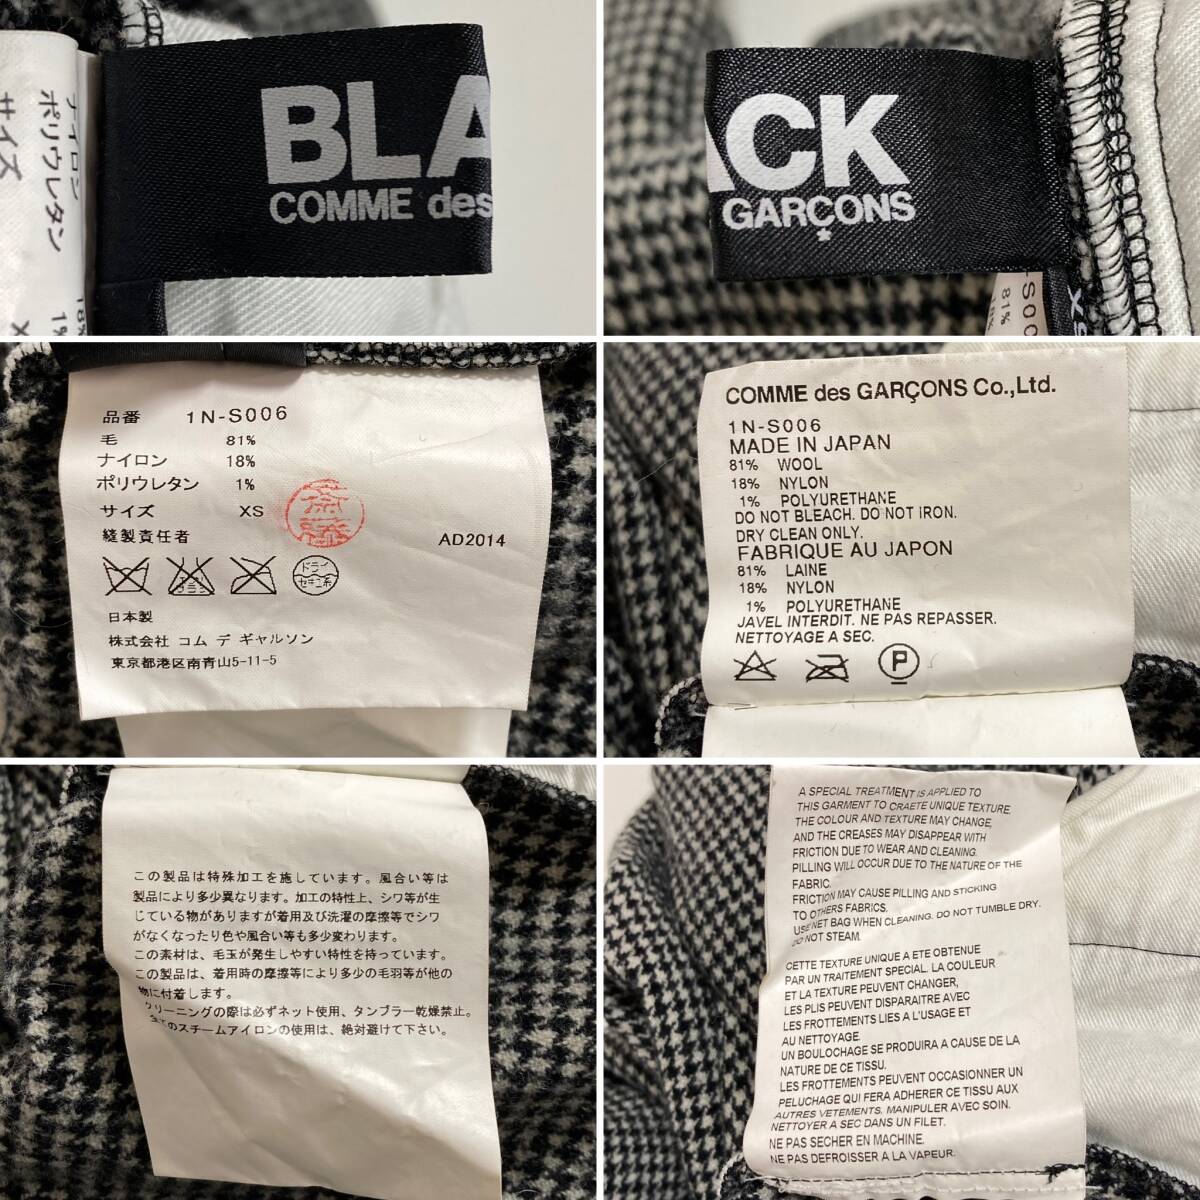 ナイロン
ポリウレタン
サイズ
18%
1%
BLA
COMME des
ACK
GARÇONS
81%
18%
品番 1N-S006
毛 81%
ナイロン 18%
ポリウレタン 1%
サイズ XS
縫製責任者
AD2014
ドライ
セキユ系
日本製
株式会社 コム デ ギャルソン
東京都港区南青山5-11-5
COMME des GARÇONS Co.,Ltd.
1N-S006
MADE IN JAPAN
81% WOOL
18% NYLON
1% POLYURETHANE
DO NOT BLEACH. DO NOT IRON.
DRY CLEAN ONLY.
FABRIQUE AU JAPON
81% LAINE
18% NYLON
1% POLYURETHANE
JAVEL INTERDIT. NE PAS REPASSER.
NETTOYAGE A SEC.
P
この製品は特殊加工を施しています。風合い等は
製品により多少異なります。加工の特性上、シワ等が生
じている物がありますが着用及び洗濯の摩擦等でシワ
がなくなったり色や風合い等も多少変わります。
この素材は、毛玉が発生しやすい特性を持っています。
この製品は、着用時の摩擦等により多少の毛羽等が他の
物に付着します。
クリーニングの際は必ずネット使用、タンブラー乾燥禁止。
のスチームアイロンの使用は、絶対避けて下さい。
A SPECIAL TREATMENT IS APPLIED TO
THIS GARMENT TO CRAETE UNIQUE TEXTURE.
THE COLOUR AND TEXTURE MAY CHANGE,
AND THE CREASES MAY DISAPPEAR WITH
FRICTION DUE TO WEAR AND CLEANING.
PILLING WILL OCCUR DUE TO THE NATURE OF THE
FABRIC.
FRICTION MAY CAUSE PILLING AND STICKING
TO OTHERS FABRICS.
USE NET BAG WHEN CLEANING. DO NOT TUMBLE DRY.
DO NOT STEAM.
CETTE TEXTURE UNIQUE A ETE OBTENUE
PAR UN TRAITEMENT SPECIAL. LA COULEUR
ET LA TEXTURE PEUVENT CHANGER,
LES PLIS PEUVENT DISPARAITRE AVEC
LES FROTTEMENTS LIES A L'USAGE ET
AU NETTOYAGE.
UN BOULOCHAGE SE PRODUIRA A CAUSE DE LA
NATURE DE CE TISSU.
LES FROTTEMENTS PEUVENT OCCASIONNER UN
PELUCHAGE QUI FERA ADHERER CE TISSU AUX
AUTRES VETEMENTS. MANIPULER AVEC SOIN.
NETTOYER A SEC DANS UN FILET.
NE PAS SECHER EN MACHINE.
NE PAS DEFROISSER A LA VAPEUR.